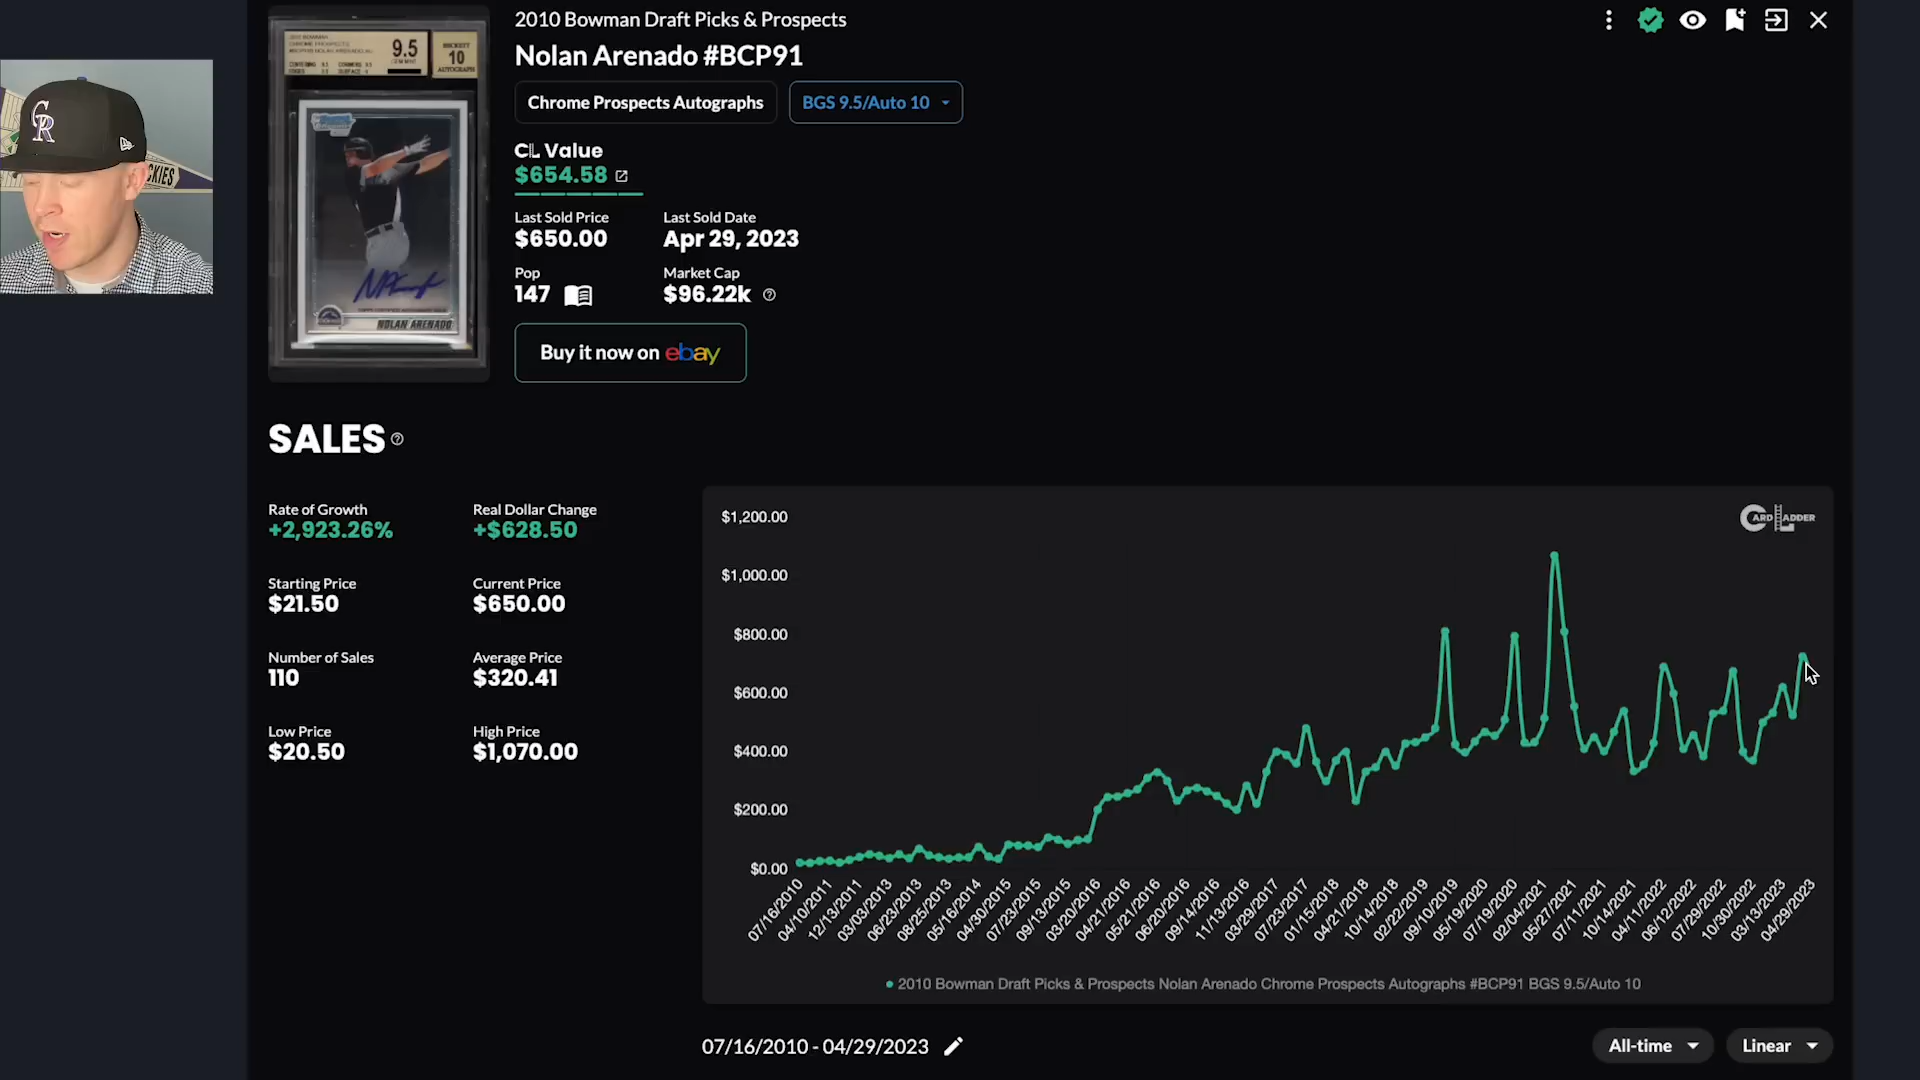 2010 Bowman Draft Picks & Prospects
Nolan Arenado #BCP91
Chrome Prospects Autographs
BGS 9.5/Auto 10
CL Value
$654.58
Last Sold Price
$650.00
Last Sold Date
Apr 29, 2023
Pop
147
Market Cap
$96.22k
Buy it now on ebay
9.5
GEM MINT
BECKETT
10
AUTOGRAPH
NOLAN ARENADO
CR
KIES
SALES
Rate of Growth
+2,923.26%
Real Dollar Change
+$628.50
Starting Price
$21.50
Current Price
$650.00
Number of Sales
110
Average Price
$320.41
Low Price
$20.50
High Price
$1,070.00
CARD LADDER
$1,200.00
$1,000.00
$800.00
$600.00
$400.00
$200.00
$0.00
07/16/2010
04/10/2011
12/13/2011
03/03/2013
06/23/2013
08/25/2013
05/16/2014
04/30/2015
07/23/2015
09/13/2015
03/20/2016
04/21/2016
05/21/2016
06/20/2016
09/14/2016
11/13/2016
03/29/2017
07/23/2017
01/15/2018
04/21/2018
10/14/2018
02/22/2019
09/10/2019
05/19/2020
07/19/2020
02/04/2021
05/27/2021
07/11/2021
10/14/2021
04/11/2022
06/12/2022
07/29/2022
10/30/2022
03/13/2023
04/29/2023
2010 Bowman Draft Picks & Prospects Nolan Arenado Chrome Prospects Autographs #BCP91 BGS 9.5/Auto 10
07/16/2010 - 04/29/2023
All-time
Linear